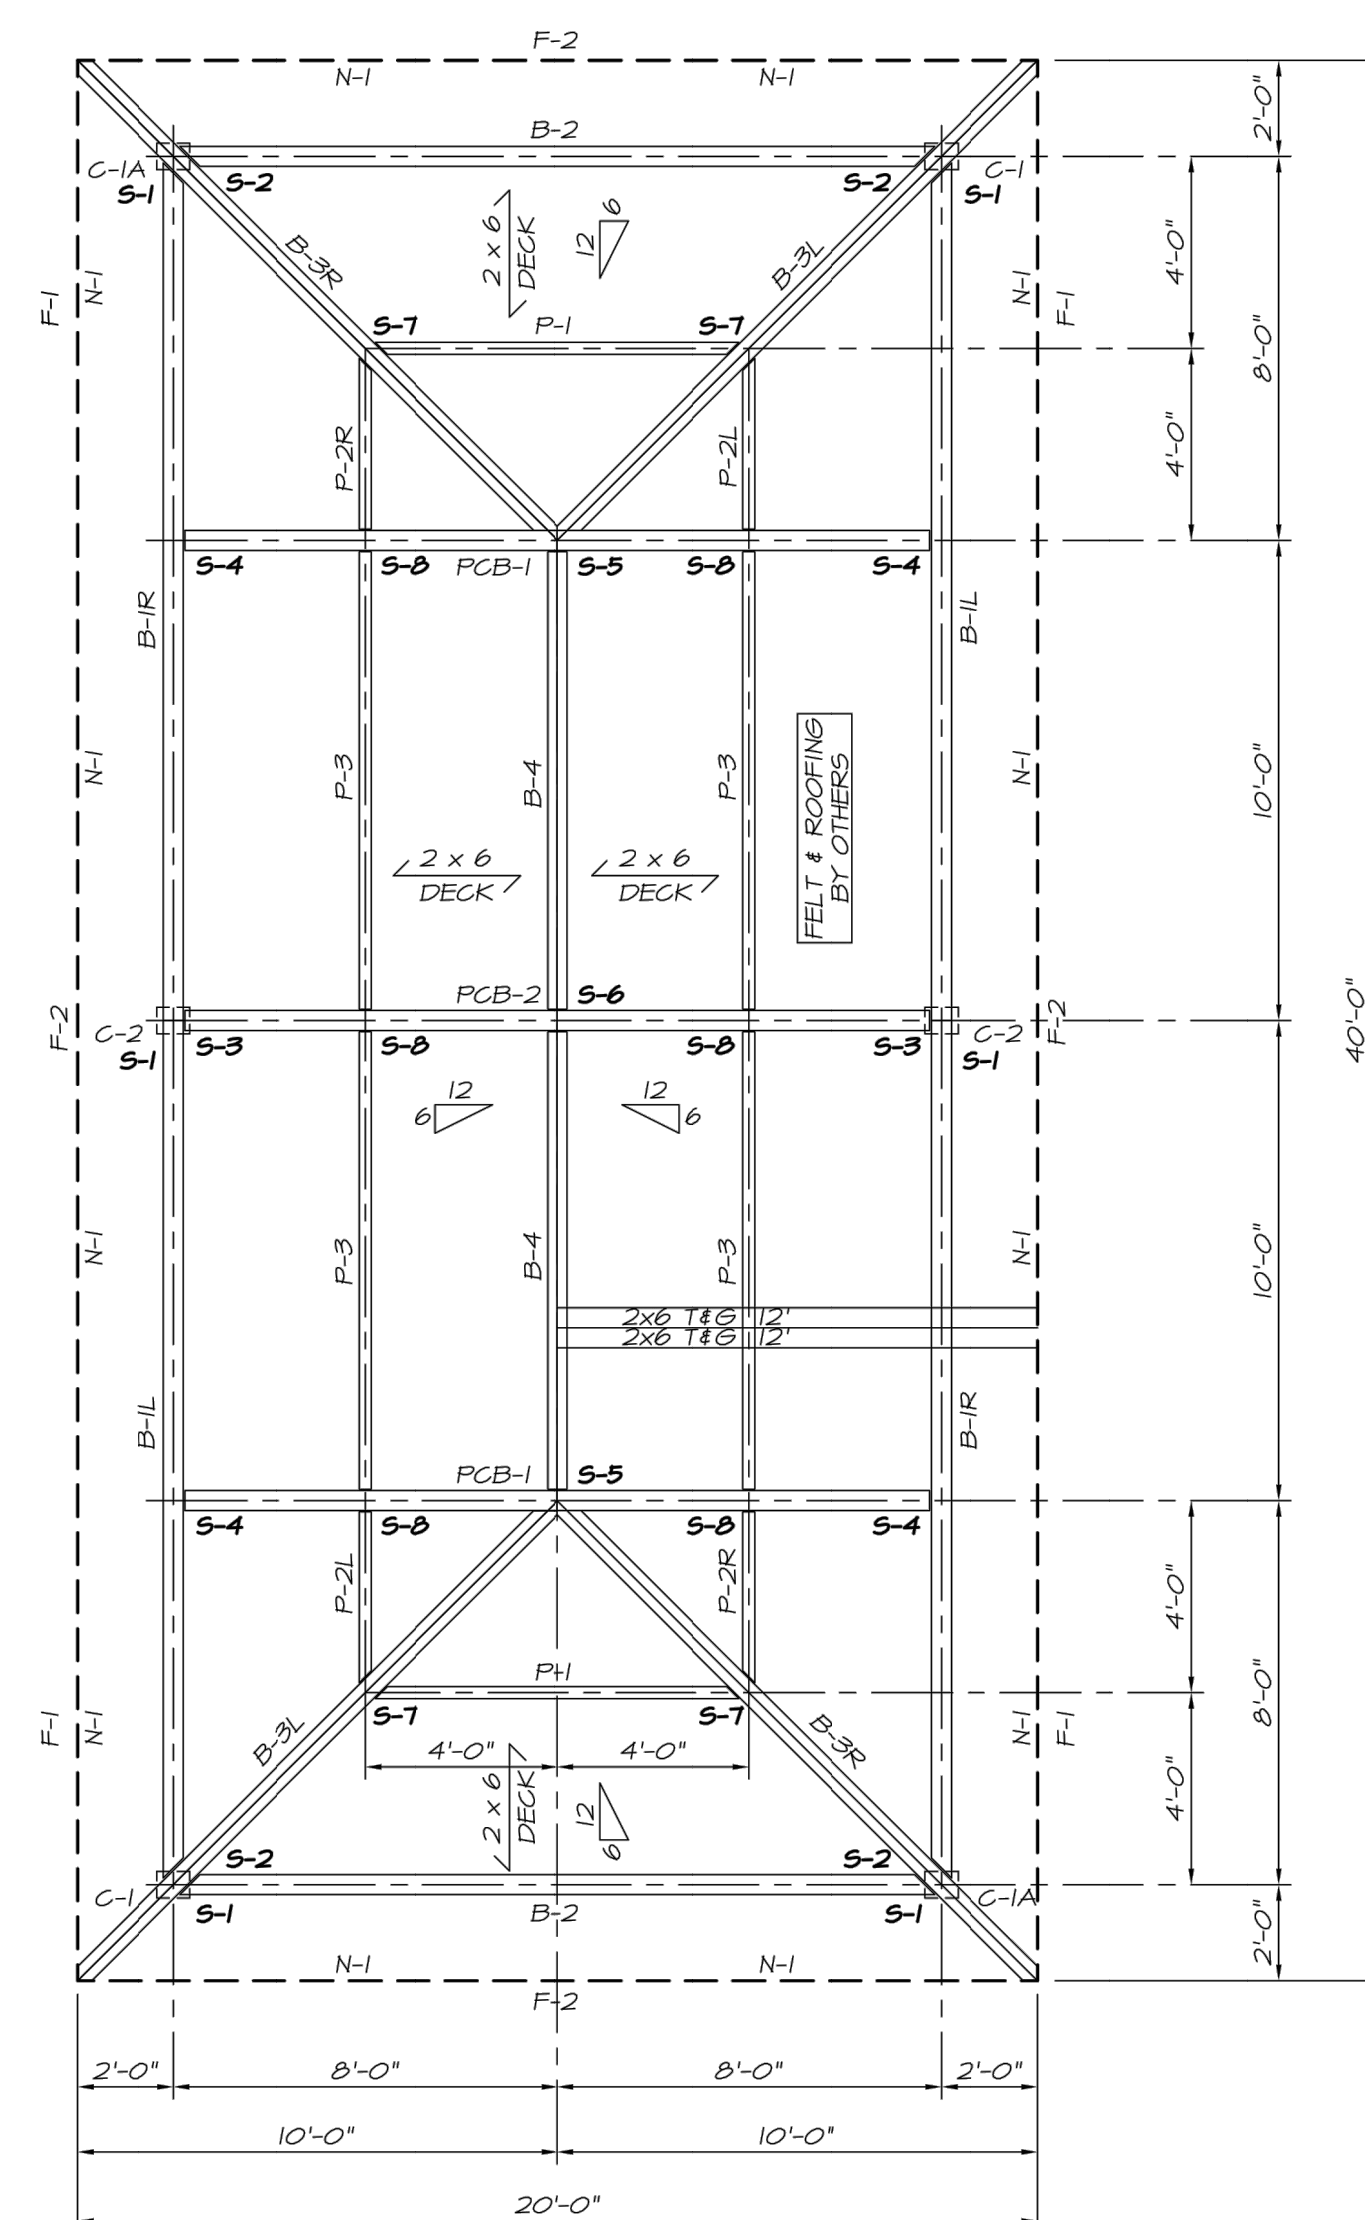 F-2
N-1 N-1
2'-0"
B-2
C-1A C-1
S-1 S-2 S-2 S-1
2 x 6
DECK
12
6
B-3R B-3L
4'-0"
8'-0"
F-1 N-1 N-1 F-1
S-7 P-1 S-7
P-2R P-2L
4'-0"
S-4 S-8 PCB-1 S-5 S-8 S-4
B-1R B-1L
N-1 P-3 B-4 P-3 N-1
FELT & ROOFING
BY OTHERS
10'-0"
2 x 6
DECK
2 x 6
DECK
PCB-2 S-6
F-2 C-2 C-2 F-2
S-1 S-3 S-8 S-8 S-3 S-1
40'-0"
12
6
12
6
N-1 P-3 B-4 P-3 N-1
10'-0"
2x6 T&G 12'
2x6 T&G 12'
B-1L B-1R
PCB-1 S-5
S-4 S-8 S-8 S-4
P-2L P-2R
4'-0"
8'-0"
P-1
S-7 S-7
F-1 N-1 B-3L B-3R N-1 F-1
4'-0" 4'-0"
2 x 6
DECK
12
6
4'-0"
S-2 S-2
C-1 C-1A
S-1 B-2 S-1
2'-0"
N-1 N-1
F-2
2'-0" 8'-0" 8'-0" 2'-0"
10'-0" 10'-0"
20'-0"